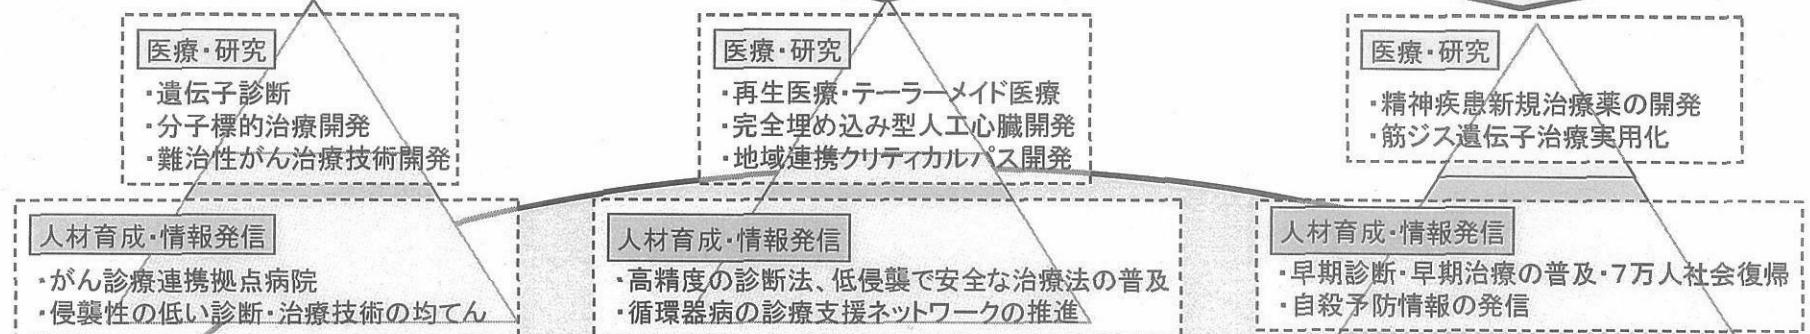 医療・研究
・遺伝子診断
・分子標的治療開発
・難治性がん治療技術開発
人材育成・情報発信
・がん診療連携拠点病院
・侵襲性の低い診断・治療技術の均てん
医療・研究
・再生医療・テーラーメイド医療
・完全埋め込み型人工心臓開発
・地域連携クリティカルパス開発
人材育成・情報発信
・高精度の診断法、低侵襲で安全な治療法の普及
・循環器病の診療支援ネットワークの推進
医療・研究
・精神疾患新規治療薬の開発
・筋ジス遺伝子治療実用化
人材育成・情報発信
・早期診断・早期治療の普及・7万人社会復帰
・自殺予防情報の発信